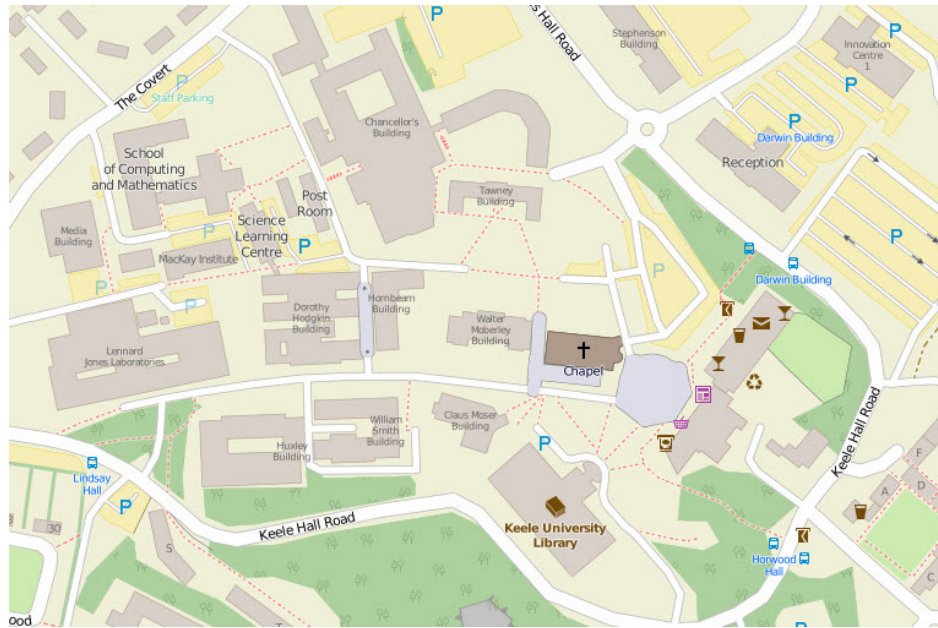 P
s Hall Road
Stephenson
Building
P
Innovation
Centre
1
P
The Covert
P
Staff Parking
Chancellor's
Building
P
Darwin Building
School
of Computing
and Mathematics
Reception
Post
Room
Tawney
Building
Media
Building
P
Science
Learning
Centre
P
MacKay Institute
P
P
Darwin Building
P
P
Dorothy
Hodgkin
Building
Hornbeam
Building
Walter
Moberley
Building
Lennard
Jones Laboratories
Chapel
Claus Moser
Building
William
Smith
Building
Huxley
Building
P
Keele Hall Road
F
A
D
Lindsay
Hall
P
Keele University
Library
30
Keele Hall Road
S
Horwood
Hall
C
ood
T
P